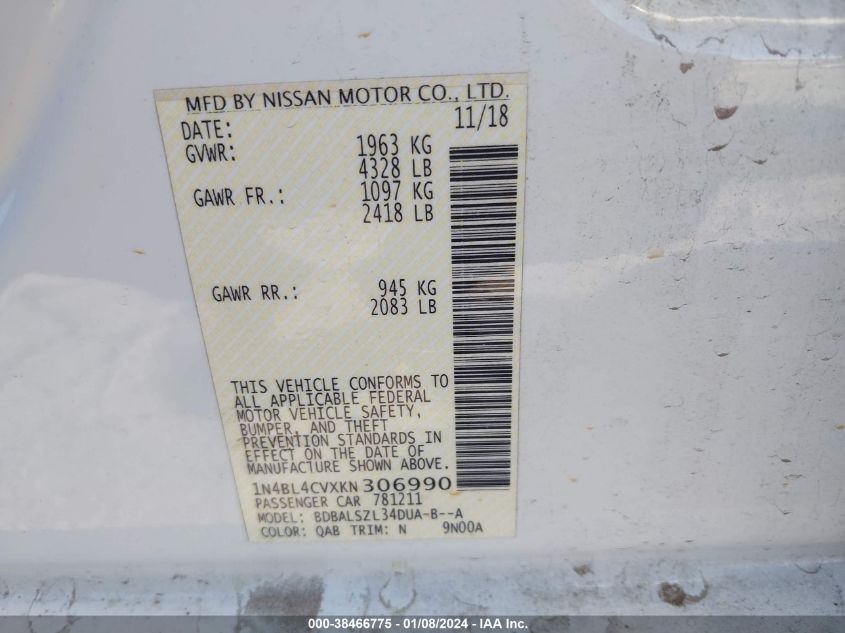 MFD BY NISSAN MOTOR CO., LTD.
DATE: 11/18
GVWR: 1963 KG
4328 LB
GAWR FR.: 1097 KG
2418 LB
GAWR RR.: 945 KG
2083 LB
THIS VEHICLE CONFORMS TO
ALL APPLICABLE FEDERAL
MOTOR VEHICLE SAFETY,
BUMPER, AND THEFT
PREVENTION STANDARDS IN
EFFECT ON THE DATE OF
MANUFACTURE SHOWN ABOVE.
1N4BL4CVXKN306990
PASSENGER CAR 781211
MODEL: BDBALSZL34DUA-B--A
COLOR: QAB TRIM: N 9N00A
000-38466775 - 01/08/2024 - IAA Inc.